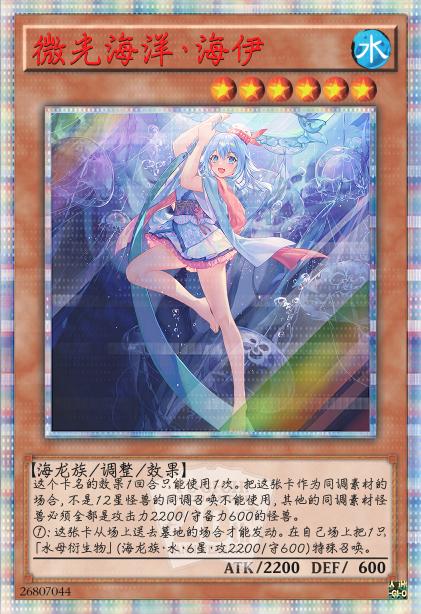 微光海洋·海伊
水
【海龙族/调整/效果】
这个卡名的效果1回合只能使用1次。把这张卡作为同调素材的
场合,不是12星怪兽的同调召唤不能使用,其他的同调素材怪
兽必须全部是攻击力2200/守备力600的怪兽。
①:这张卡从场上送去墓地的场合才能发动。在自己场上把1只
「水母衍生物」(海龙族·水·6星·攻2200/守600)特殊召唤。
ATK/2200 DEF/ 600
26807044